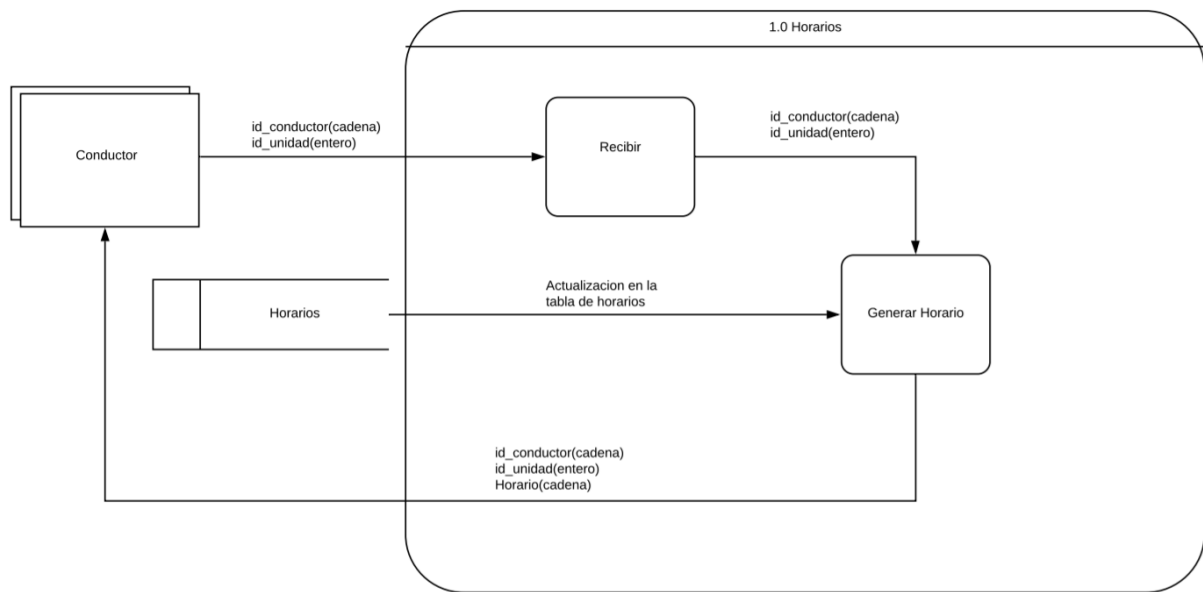 1.0 Horarios
id_conductor(cadena)
id_unidad(entero)
Conductor
Recibir
id_conductor(cadena)
id_unidad(entero)
Horarios
Actualizacion en la
tabla de horarios
Generar Horario
id_conductor(cadena)
id_unidad(entero)
Horario(cadena)